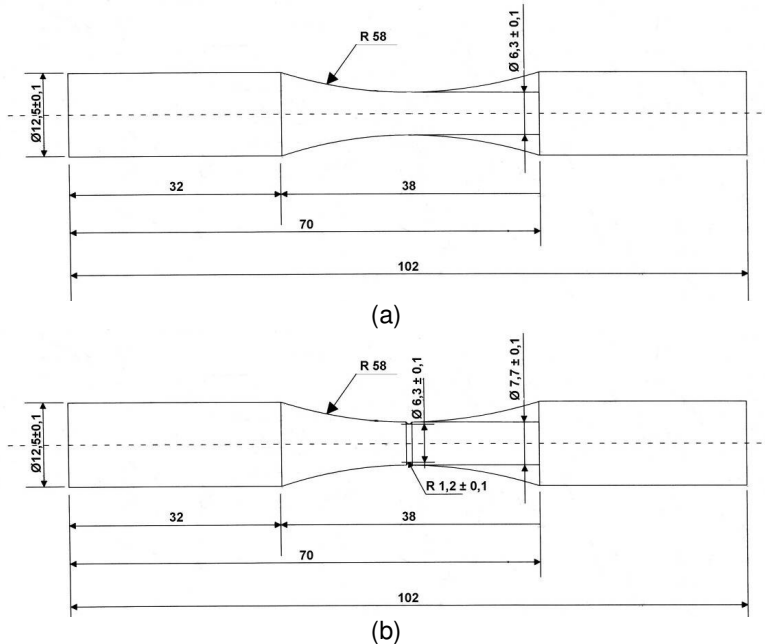 R 58
Ø 6,3 ± 0,1
Ø12,5±0,1
32
38
70
102
(a)
R 58
Ø 6,3 ± 0,1
Ø 7,7 ± 0,1
Ø12,5±0,1
R 1,2 ± 0,1
32
38
70
102
(b)